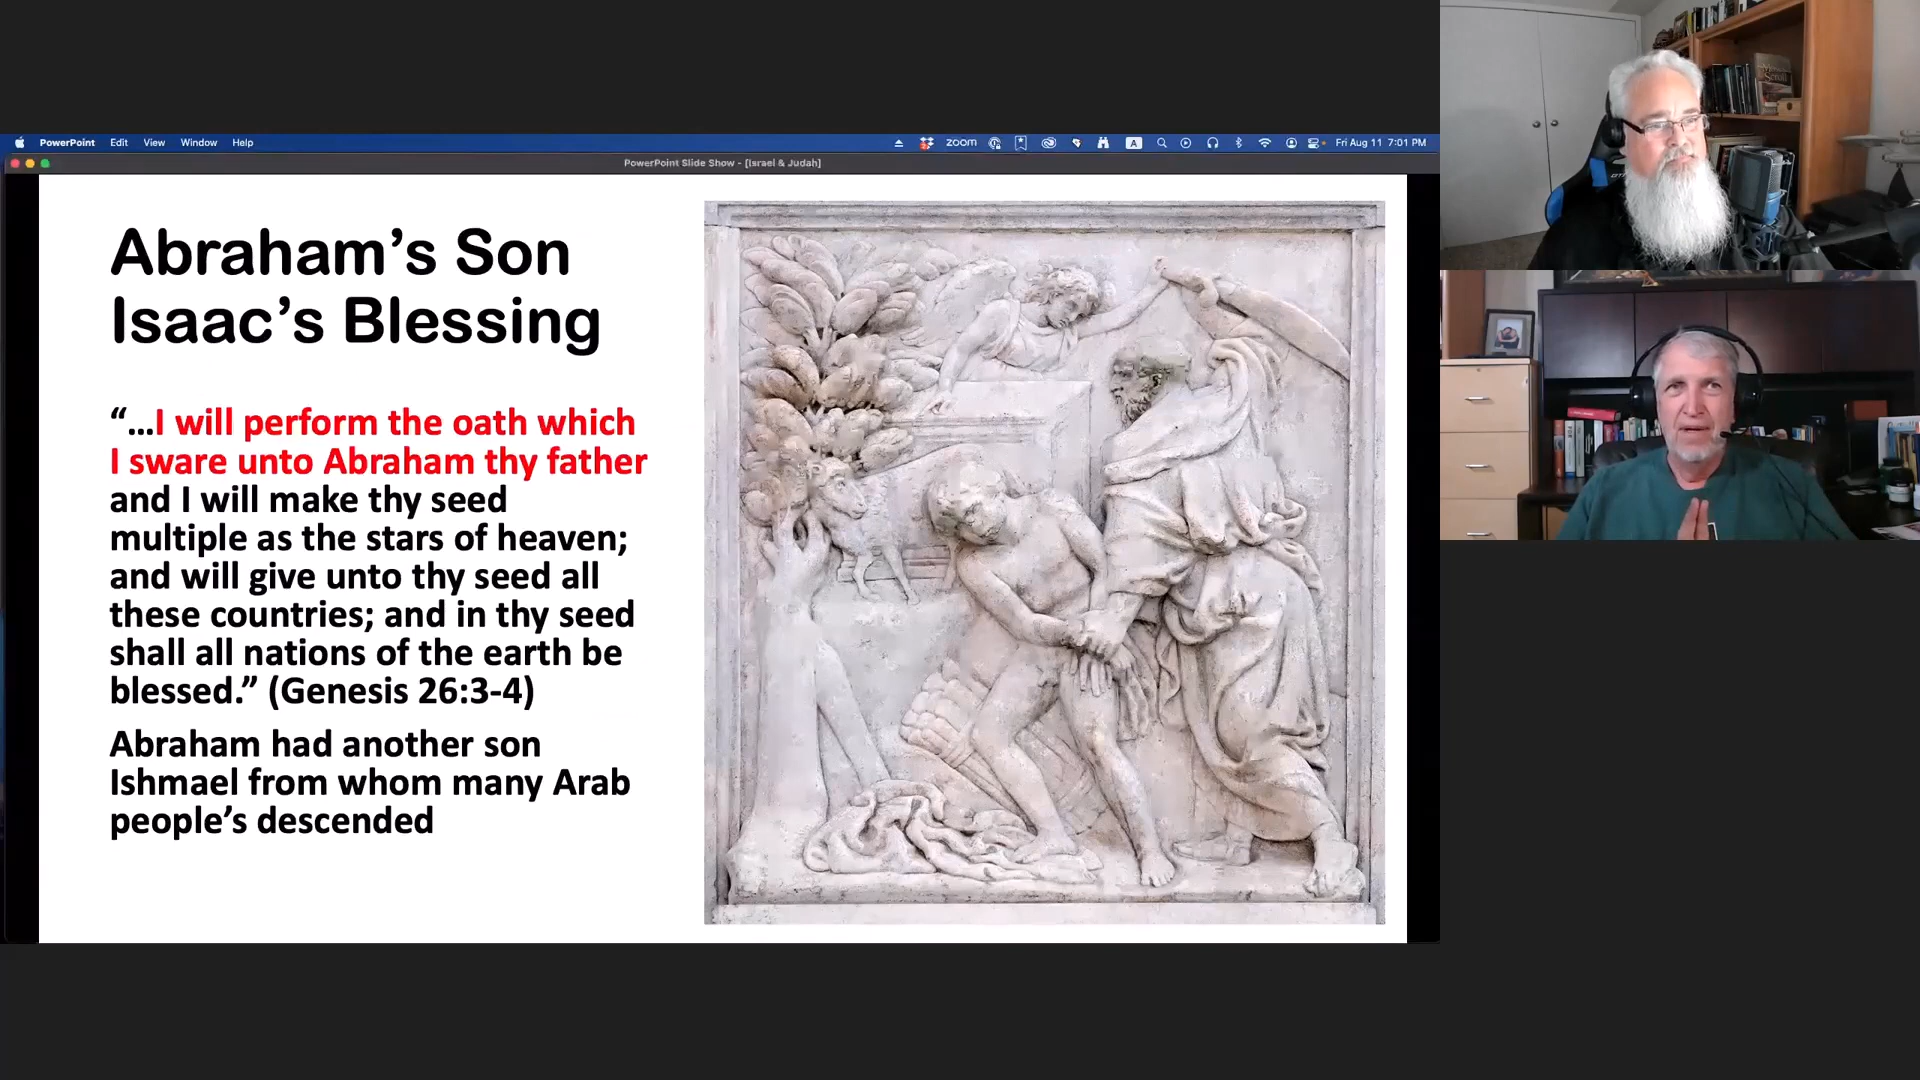 PowerPoint Edit View Window Help zoom A Fri Aug 11 7:01 PM
PowerPoint Slide Show - [Israel & Judah]
Abraham’s Son
Isaac’s Blessing
“…I will perform the oath which
I sware unto Abraham thy father
and I will make thy seed
multiple as the stars of heaven;
and will give unto thy seed all
these countries; and in thy seed
shall all nations of the earth be
blessed.” (Genesis 26:3-4)
Abraham had another son
Ishmael from whom many Arab
people’s descended
Scroll